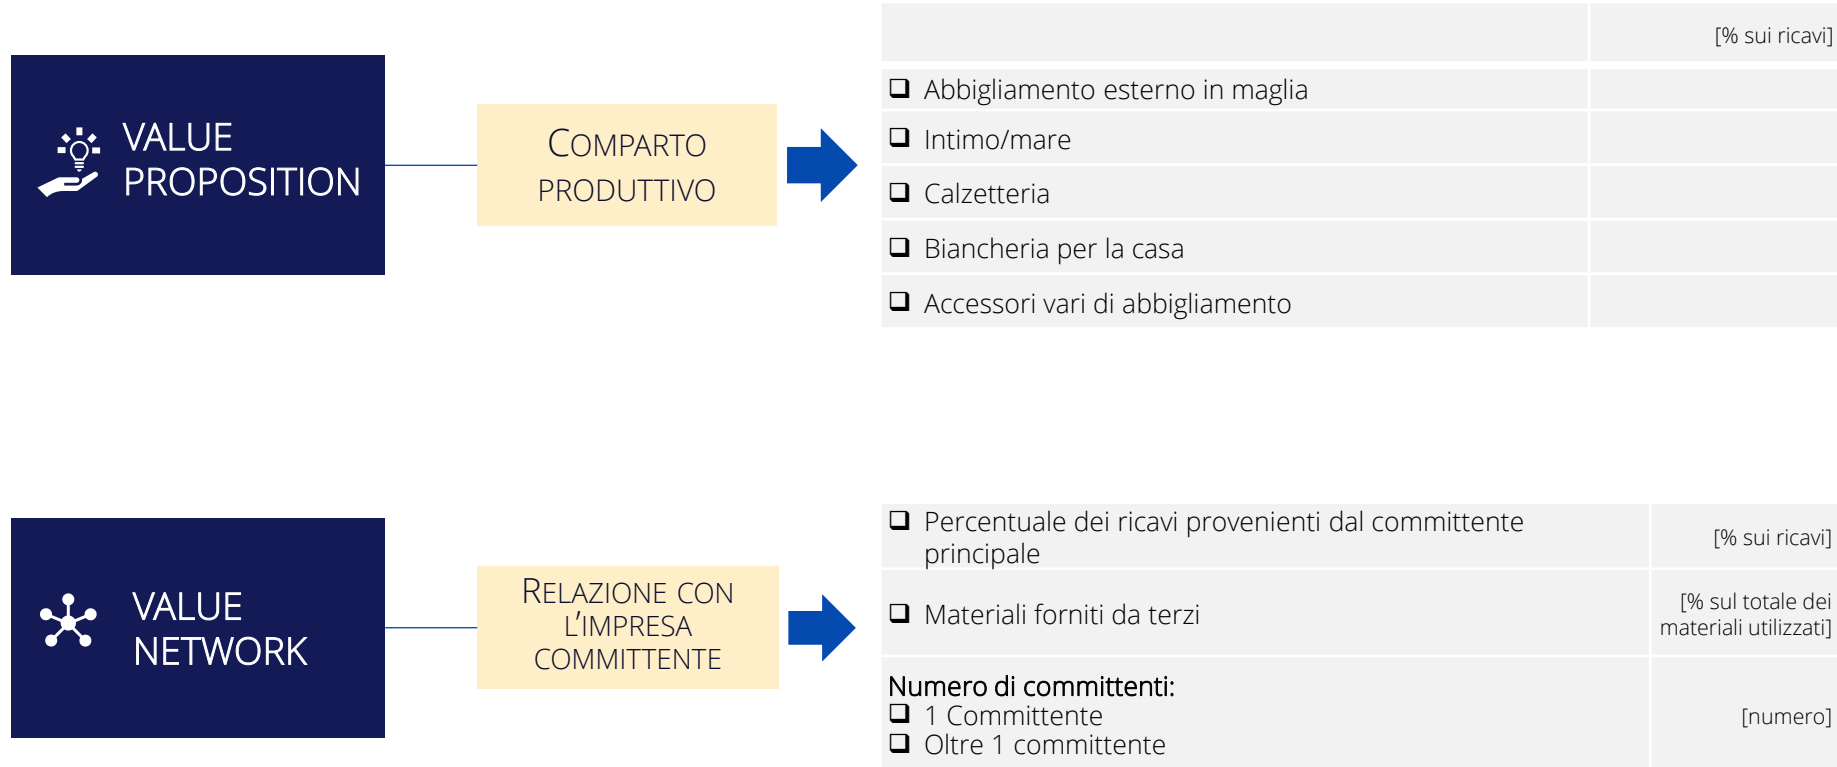 VALUE
PROPOSITION
COMPARTO
PRODUTTIVO
[% sui ricavi]
Abbigliamento esterno in maglia
Intimo/mare
Calzetteria
Biancheria per la casa
Accessori vari di abbigliamento
VALUE
NETWORK
RELAZIONE CON
L'IMPRESA
COMMITTENTE
Percentuale dei ricavi provenienti dal committente
principale
[% sui ricavi]
Materiali forniti da terzi
[% sul totale dei
materiali utilizzati]
Numero di committenti:
1 Committente
Oltre 1 committente
[numero]